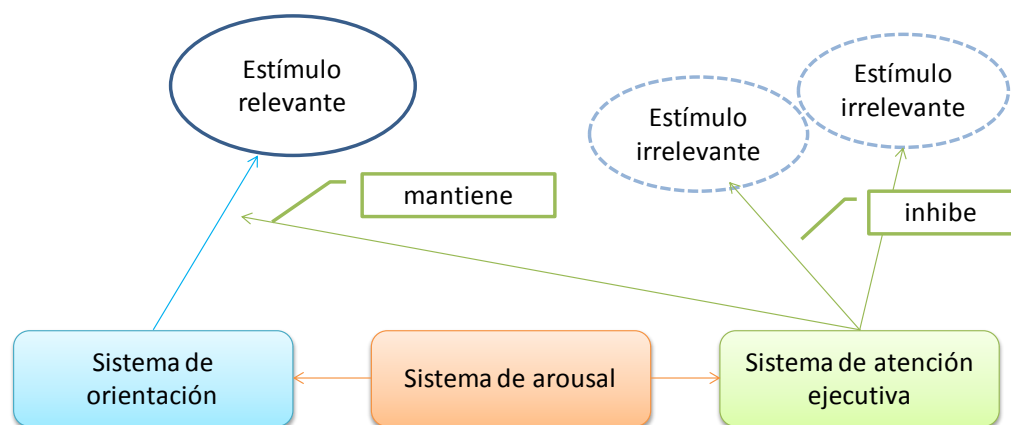 Estímulo
relevante
Estímulo
irrelevante
Estímulo
irrelevante
mantiene
inhibe
Sistema de
orientación
Sistema de arousal
Sistema de atención
ejecutiva